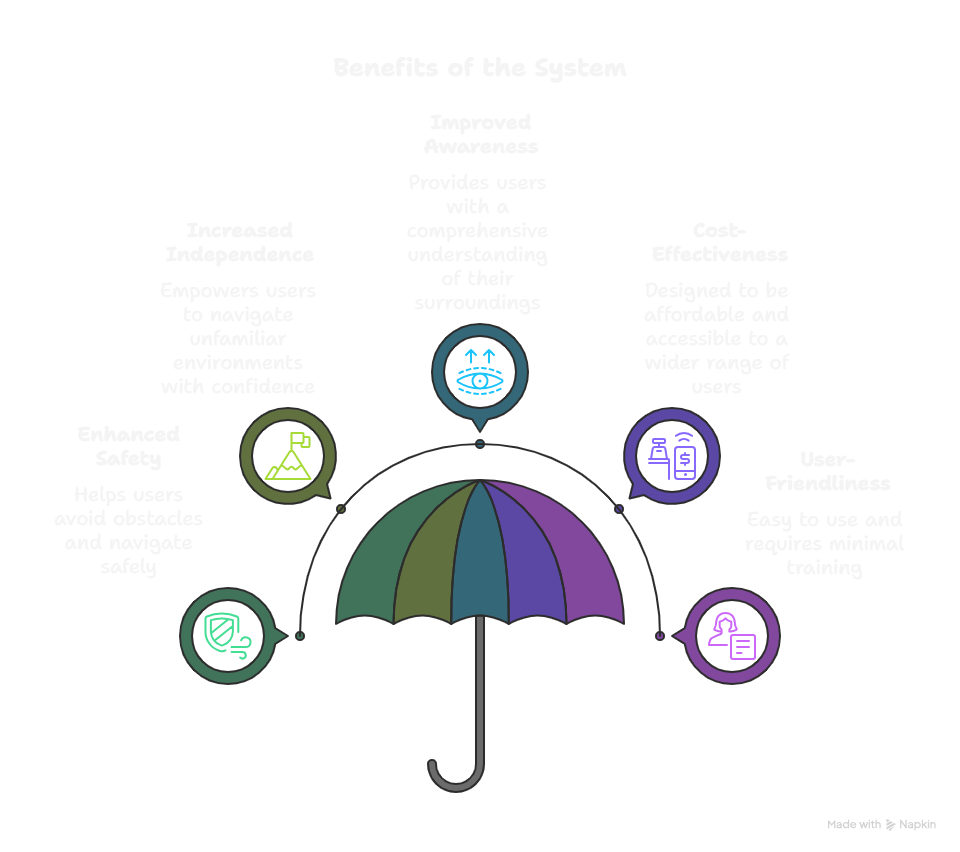 Benefits of the System
Improved
Awareness
Provides users
with a
comprehensive
understanding
of their
surroundings
Increased
Independence
Empowers users
to navigate
unfamiliar
environments
with confidence
Cost-
Effectiveness
Designed to be
affordable and
accessible to a
wider range of
users
Enhanced
Safety
Helps users
avoid obstacles
and navigate
safely
User-
Friendliness
Easy to use and
requires minimal
training
$
Made with Napkin